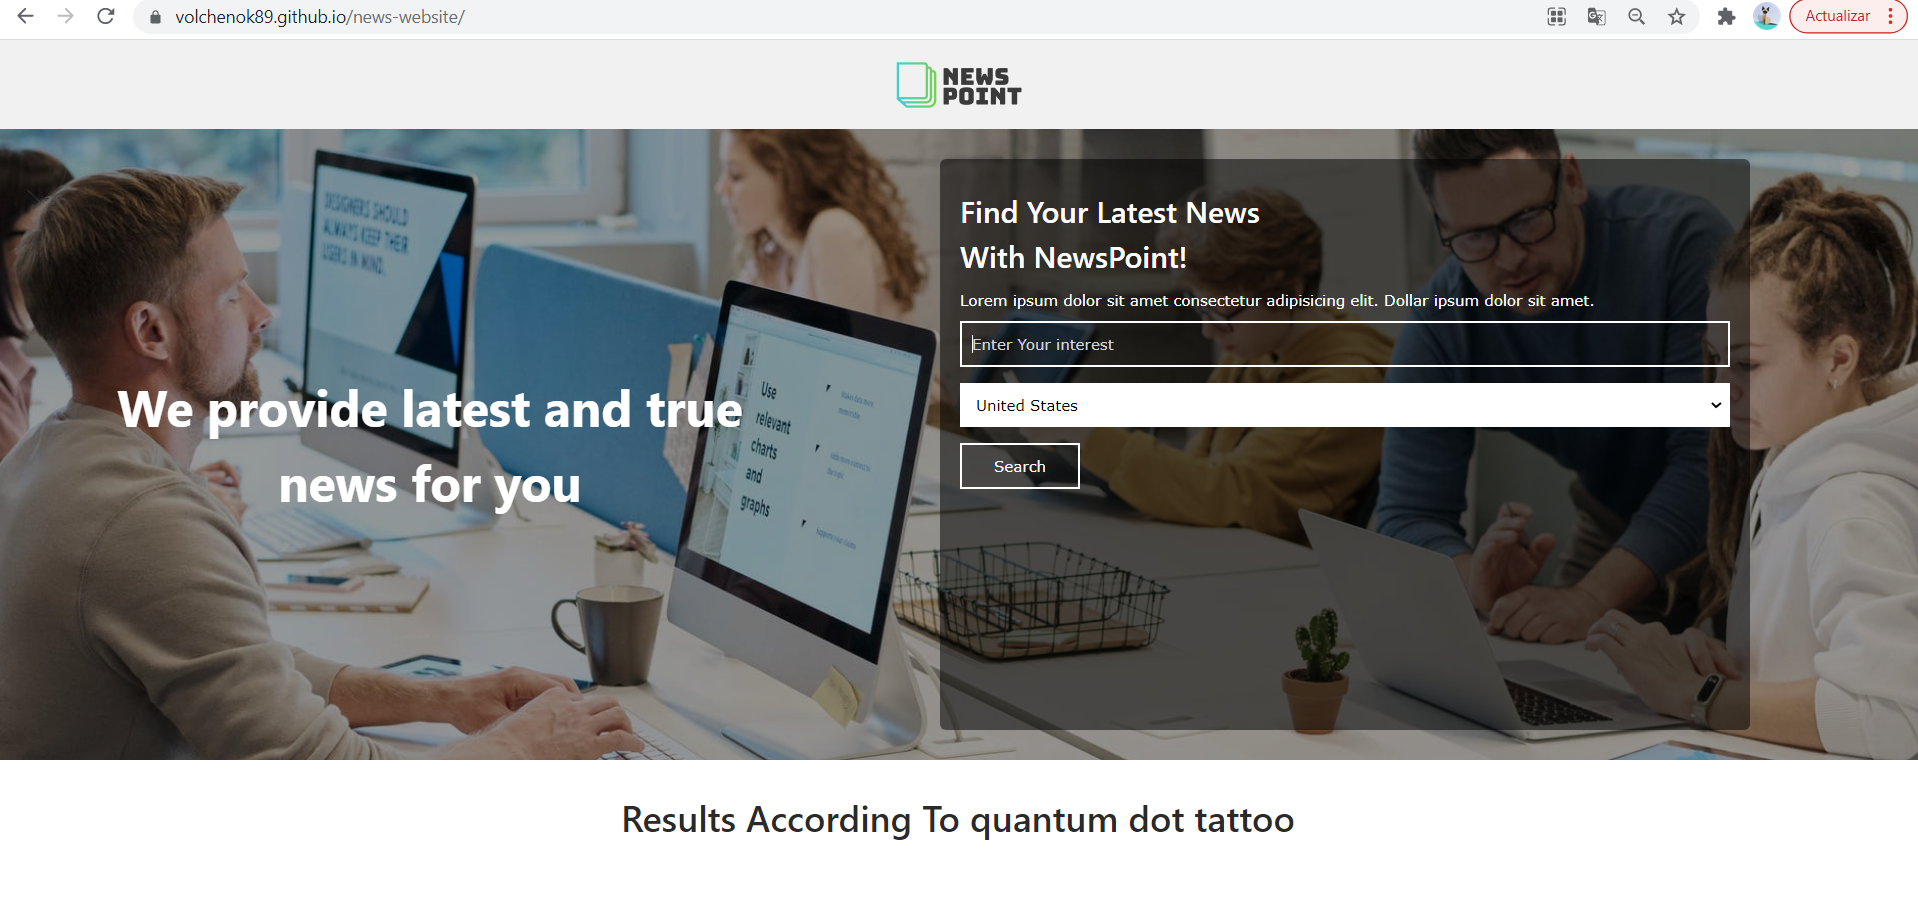 volchenok89.github.io/news-website/
Actualizar
NEWS
POINT
DESIGNERS SHOULD
ALWAYS KEEP THEIR
USERS IN MIND.
Use
relevant
charts
and
graphs
We provide latest and true
news for you
Find Your Latest News
With NewsPoint!
Lorem ipsum dolor sit amet consectetur adipisicing elit. Dollar ipsum dolor sit amet.
Enter Your interest
United States
Search
Results According To quantum dot tattoo